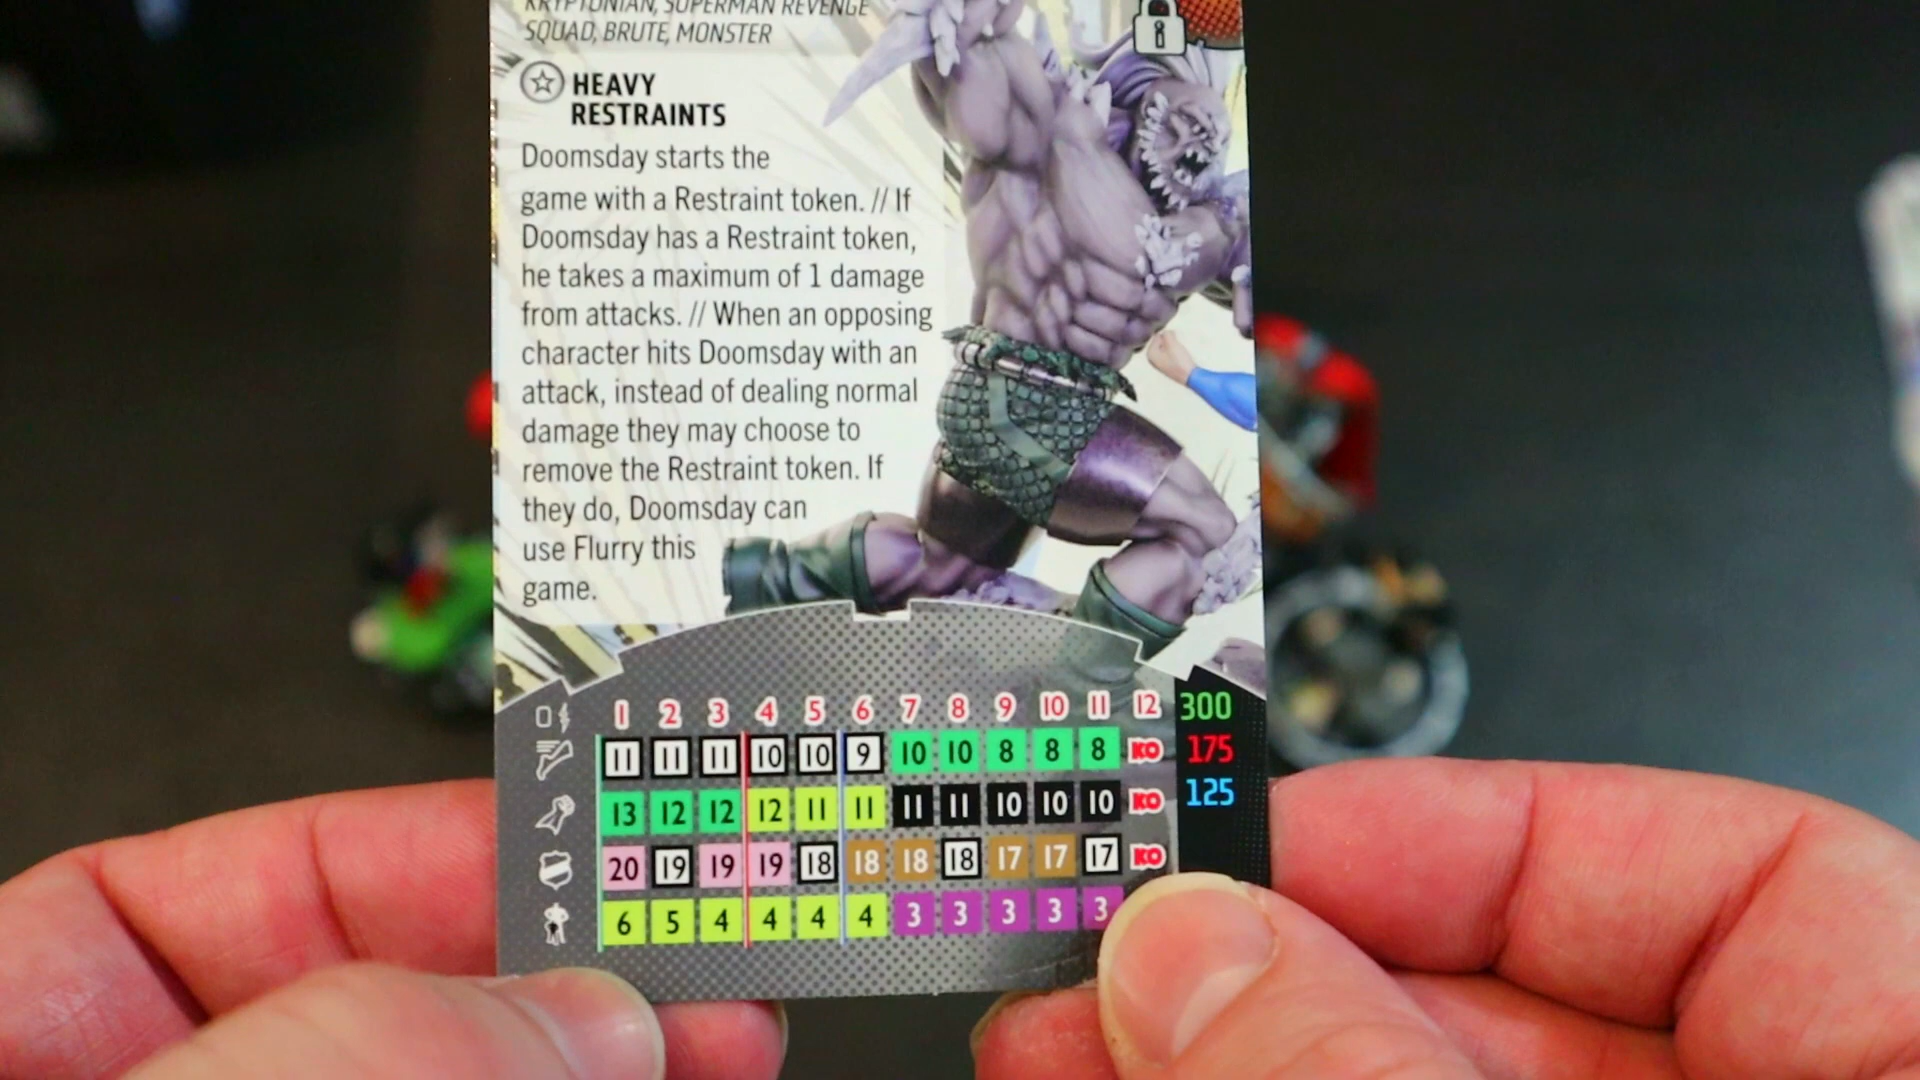 KRYPTONIAN, SUPERMAN REVENGE
SQUAD, BRUTE, MONSTER
HEAVY
RESTRAINTS
Doomsday starts the
game with a Restraint token. // If
Doomsday has a Restraint token,
he takes a maximum of 1 damage
from attacks. // When an opposing
character hits Doomsday with an
attack, instead of dealing normal
damage they may choose to
remove the Restraint token. If
they do, Doomsday can
use Flurry this
game.
1 2 3 4 5 6 7 8 9 10 11 12 300
11 11 11 10 10 9 10 10 8 8 8 KO 175
13 12 12 12 11 11 11 11 10 10 10 KO 125
20 19 19 19 18 18 18 18 17 17 17 KO
6 5 4 4 4 4 3 3 3 3 3